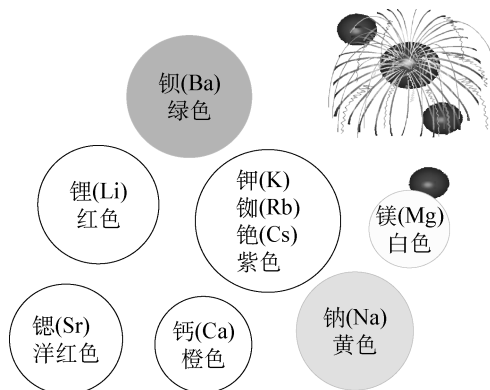 钡(Ba)
绿色
锂(Li)
红色
钾(K)
铷(Rb)
铯(Cs)
紫色
镁(Mg)
白色
锶(Sr)
洋红色
钙(Ca)
橙色
钠(Na)
黄色